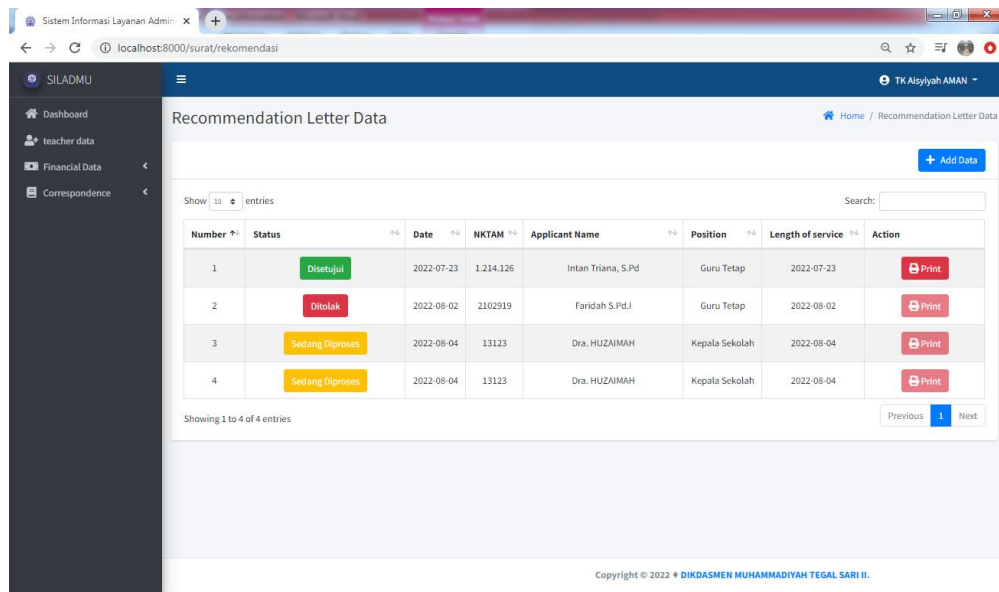 Sistem Informasi Layanan Admin
localhost:8000/surat/rekomendasi
SILADMU
TK Aisyiyah AMAN
Dashboard
teacher data
Financial Data
Correspondence
Recommendation Letter Data
Home / Recommendation Letter Data
+ Add Data
Show 10 entries Search:
Number Status Date NKTAM Applicant Name Position Length of service Action
1 Disetujui 2022-07-23 1.214.126 Intan Triana, S.Pd Guru Tetap 2022-07-23 Print
2 Ditolak 2022-08-02 2102919 Faridah S.Pd.I Guru Tetap 2022-08-02 Print
3 Sedang Diproses 2022-08-04 13123 Dra. HUZAIMAH Kepala Sekolah 2022-08-04 Print
4 Sedang Diproses 2022-08-04 13123 Dra. HUZAIMAH Kepala Sekolah 2022-08-04 Print
Showing 1 to 4 of 4 entries
Previous 1 Next
Copyright © 2022 DIKDASMEN MUHAMMADIYAH TEGAL SARI II.